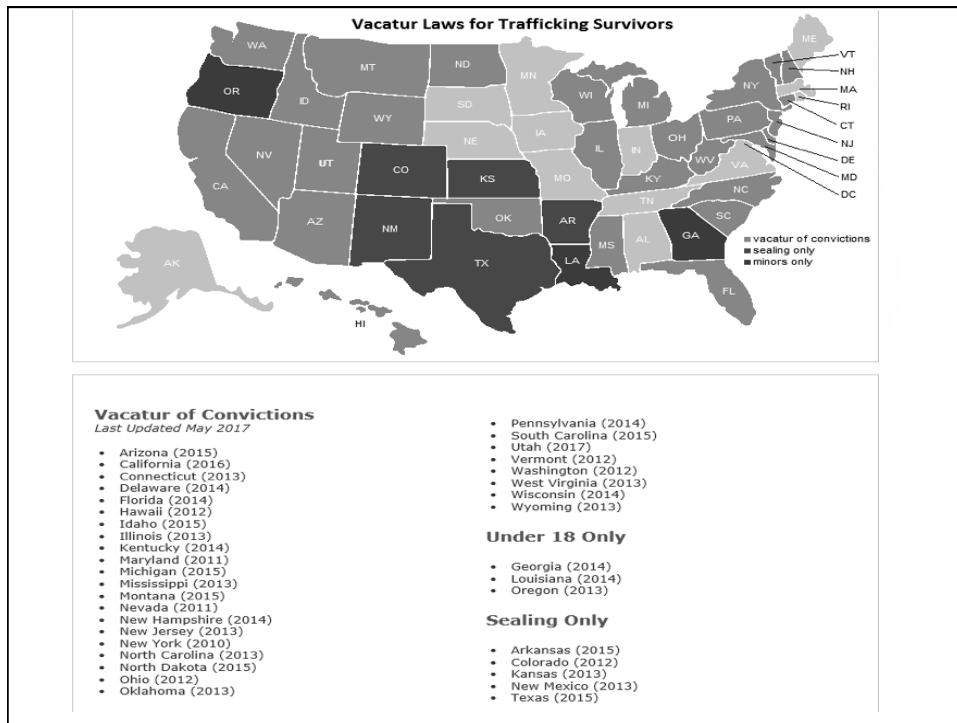 Vacatur Laws for Trafficking Survivors
WA
OR
CA
NV
ID
MT
WY
UT
AZ
CO
NM
ND
SD
NE
KS
OK
TX
MN
IA
MO
AR
LA
WI
IL
MS
MI
IN
KY
TN
AL
OH
WV
GA
FL
SC
NC
VA
PA
NY
ME
VT
NH
MA
RI
CT
NJ
DE
MD
DC
AK
HI
vacatur of convictions
sealing only
minors only
Vacatur of Convictions
Last Updated May 2017
• Arizona (2015)
• California (2016)
• Connecticut (2013)
• Delaware (2014)
• Florida (2014)
• Hawaii (2012)
• Idaho (2015)
• Illinois (2013)
• Kentucky (2014)
• Maryland (2011)
• Michigan (2015)
• Mississippi (2013)
• Montana (2015)
• Nevada (2011)
• New Hampshire (2014)
• New Jersey (2013)
• New York (2010)
• North Carolina (2013)
• North Dakota (2015)
• Ohio (2012)
• Oklahoma (2013)
• Pennsylvania (2014)
• South Carolina (2015)
• Utah (2017)
• Vermont (2012)
• Washington (2012)
• West Virginia (2013)
• Wisconsin (2014)
• Wyoming (2013)
Under 18 Only
• Georgia (2014)
• Louisiana (2014)
• Oregon (2013)
Sealing Only
• Arkansas (2015)
• Colorado (2012)
• Kansas (2013)
• New Mexico (2013)
• Texas (2015)